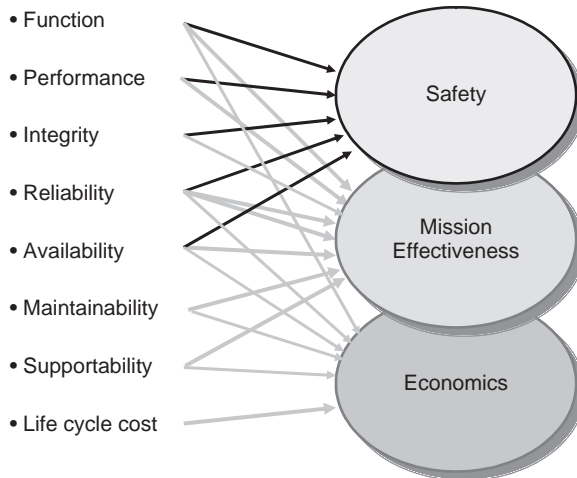 • Function
• Performance
• Integrity
• Reliability
• Availability
• Maintainability
• Supportability
• Life cycle cost
Safety
Mission
Effectiveness
Economics